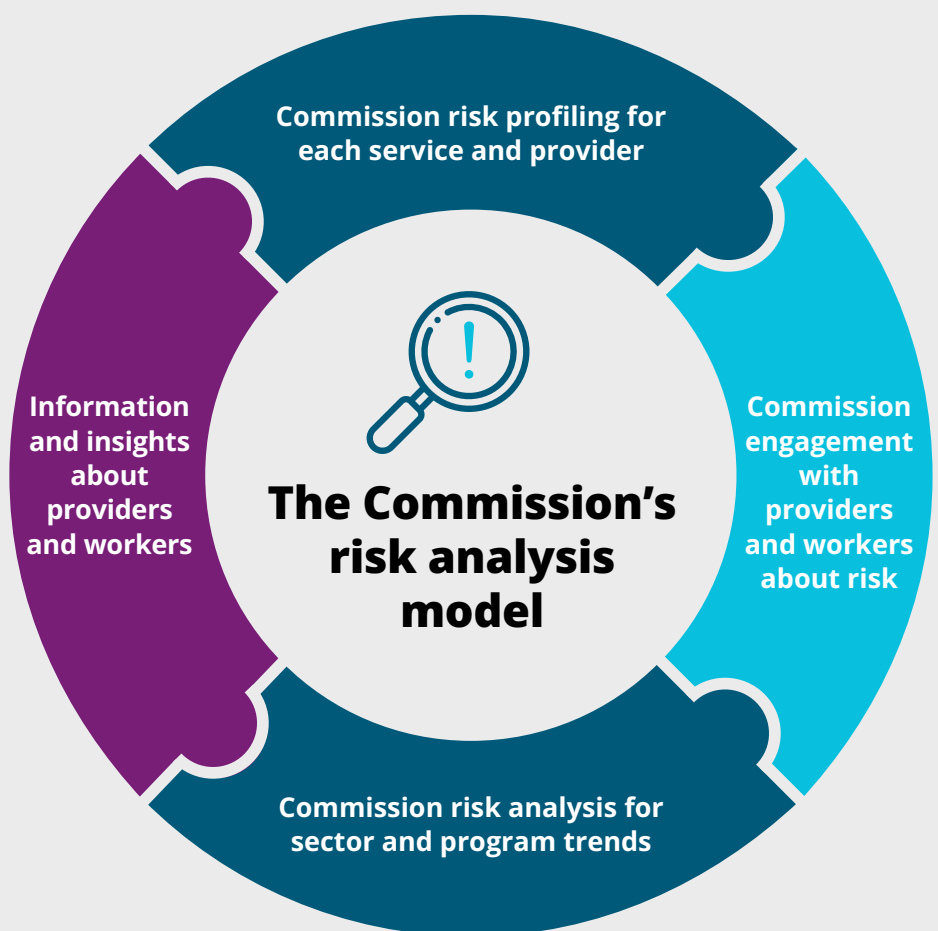 Commission risk profiling for
each service and provider
Information
and insights
about
providers
and workers
The Commission’s
risk analysis
model
Commission
engagement
with
providers
and workers
about risk
Commission risk analysis for
sector and program trends